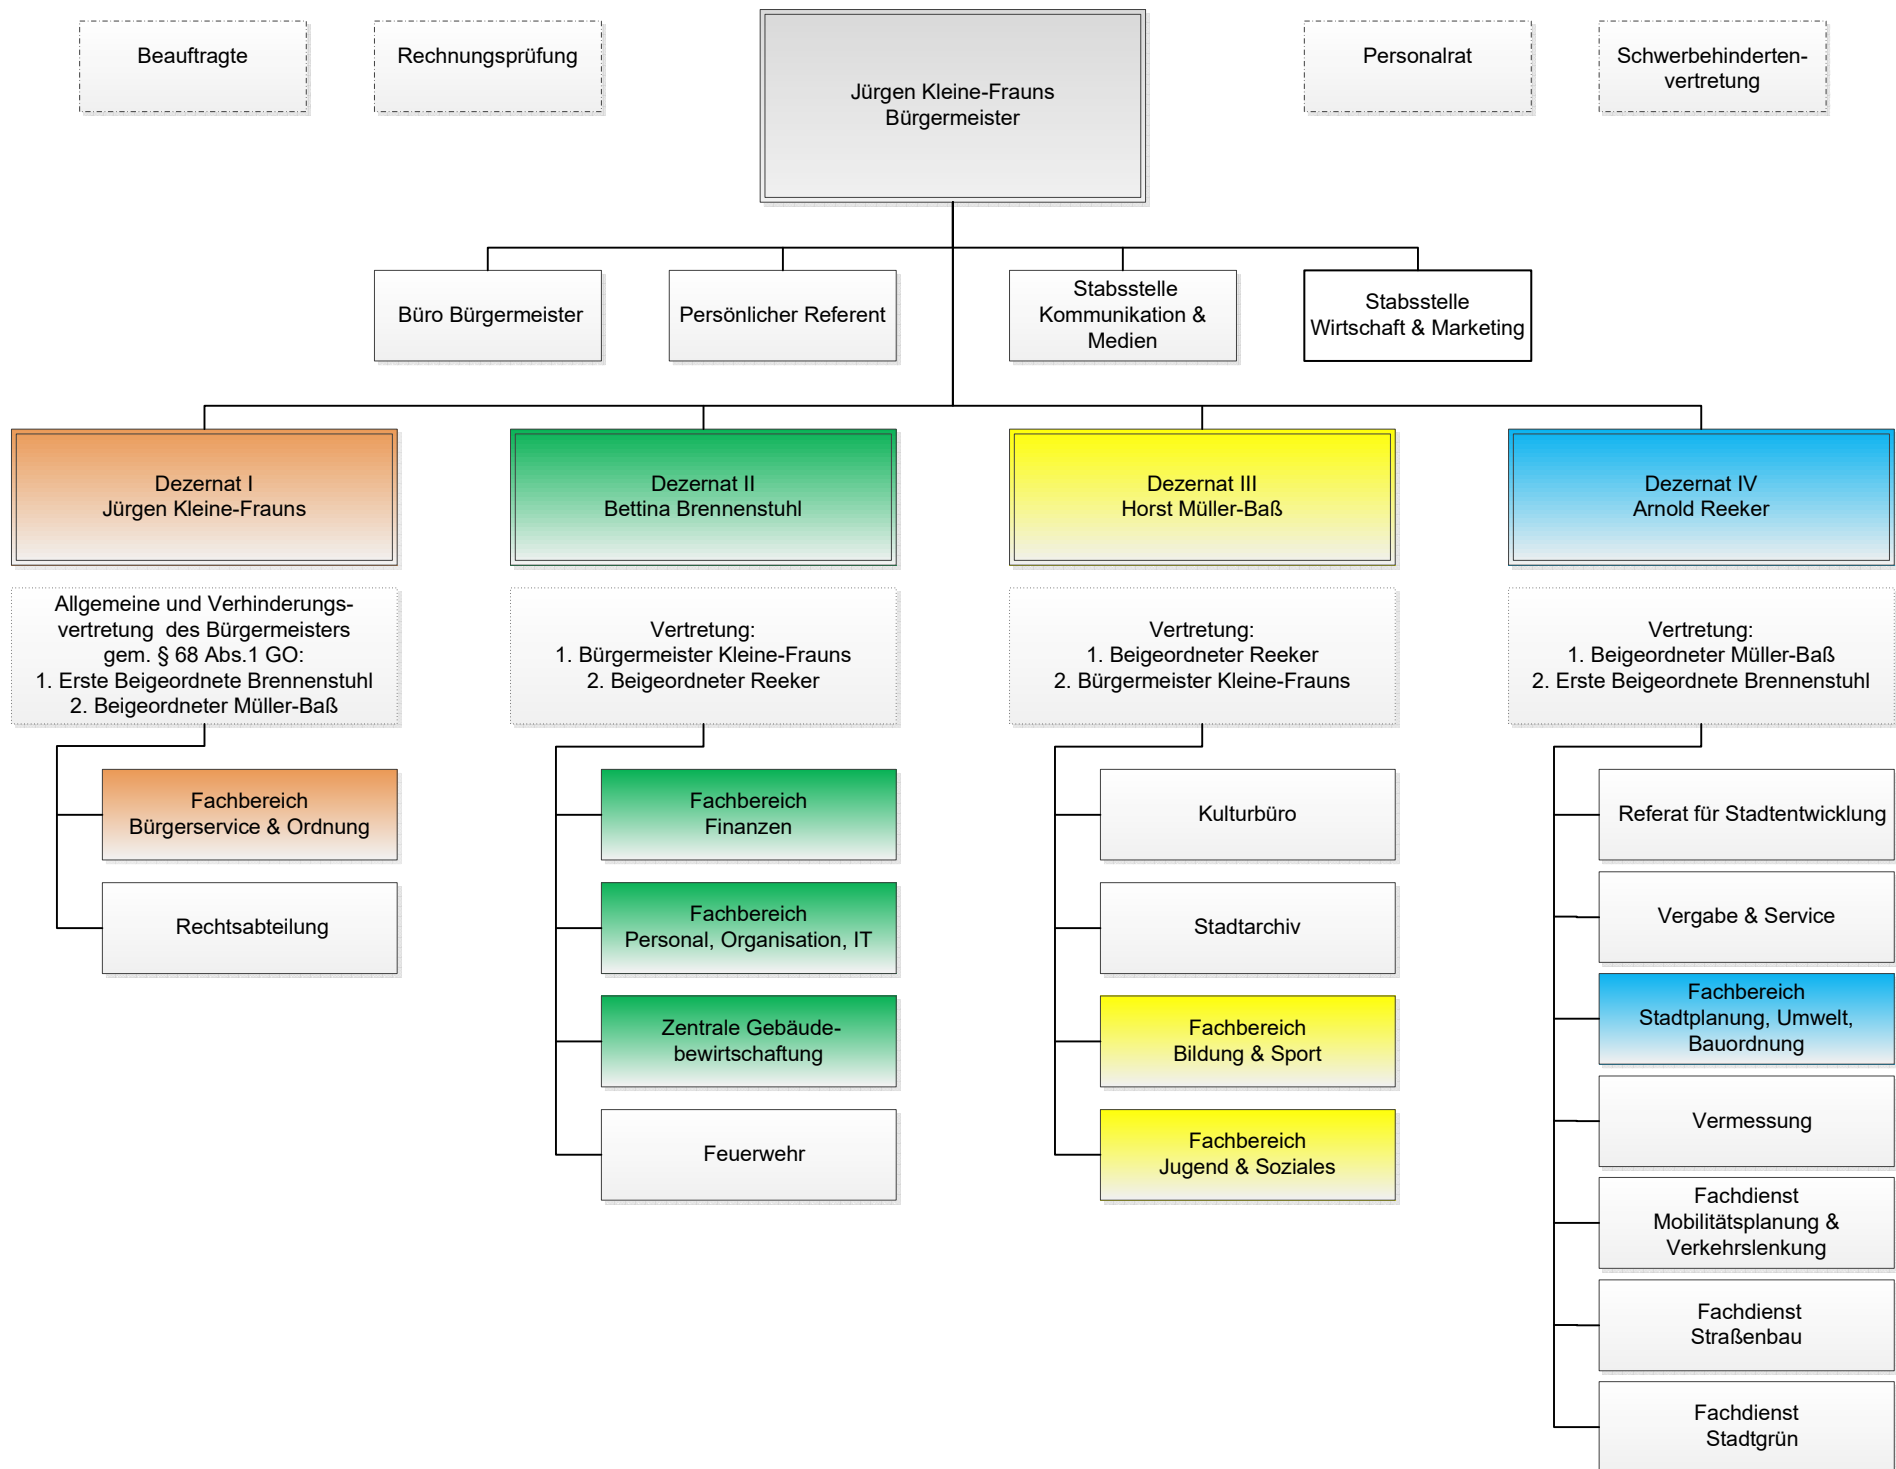 Beauftragte
Rechnungsprüfung
Jürgen Kleine-Frauns
Bürgermeister
Personalrat
Schwerbehinderten-
vertretung
Büro Bürgermeister
Persönlicher Referent
Stabsstelle
Kommunikation &
Medien
Stabsstelle
Wirtschaft & Marketing
Dezernat I
Jürgen Kleine-Frauns
Dezernat II
Bettina Brennenstuhl
Dezernat III
Horst Müller-Baß
Dezernat IV
Arnold Reeker
Allgemeine und Verhinderungs-
vertretung des Bürgermeisters
gem. § 68 Abs.1 GO:
1. Erste Beigeordnete Brennenstuhl
2. Beigeordneter Müller-Baß
Vertretung:
1. Bürgermeister Kleine-Frauns
2. Beigeordneter Reeker
Vertretung:
1. Beigeordneter Reeker
2. Bürgermeister Kleine-Frauns
Vertretung:
1. Beigeordneter Müller-Baß
2. Erste Beigeordnete Brennenstuhl
Fachbereich
Bürgerservice & Ordnung
Rechtsabteilung
Fachbereich
Finanzen
Fachbereich
Personal, Organisation, IT
Zentrale Gebäude-
bewirtschaftung
Feuerwehr
Kulturbüro
Stadtarchiv
Fachbereich
Bildung & Sport
Fachbereich
Jugend & Soziales
Referat für Stadtentwicklung
Vergabe & Service
Fachbereich
Stadtplanung, Umwelt,
Bauordnung
Vermessung
Fachdienst
Mobilitätsplanung &
Verkehrslenkung
Fachdienst
Straßenbau
Fachdienst
Stadtgrün